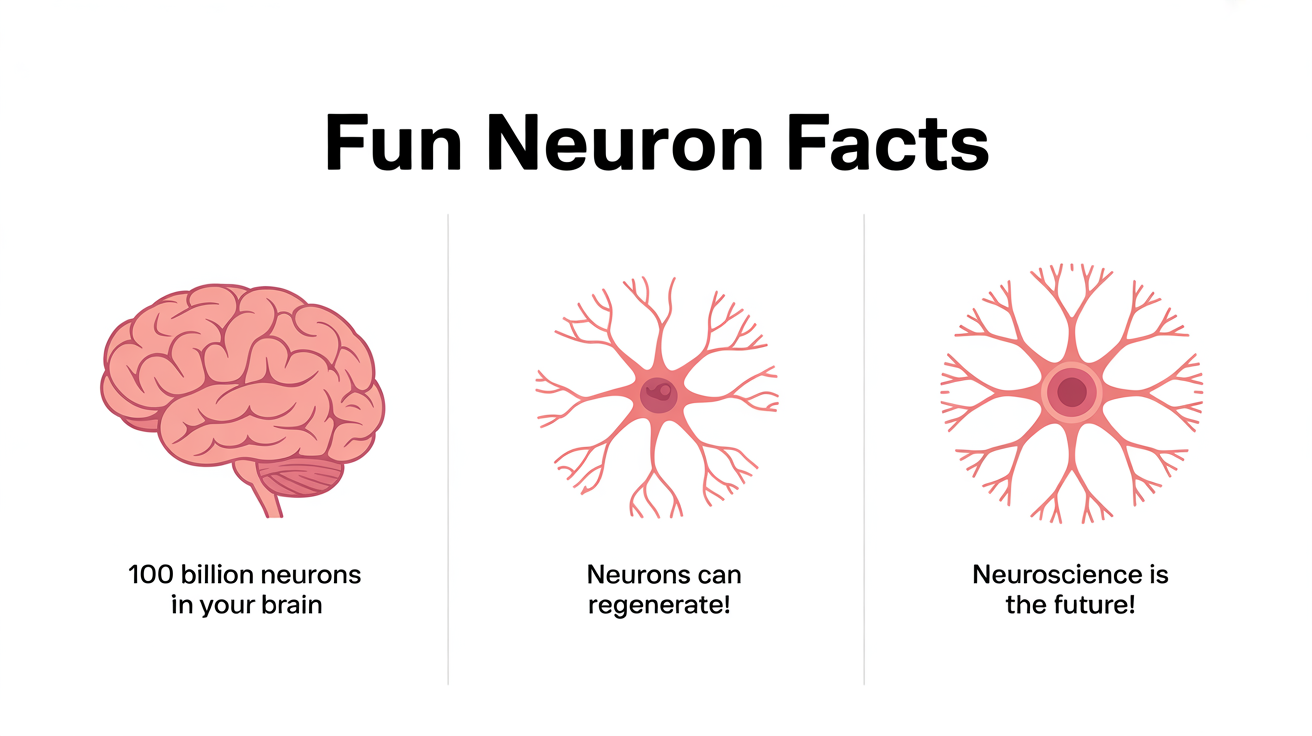 Fun Neuron Facts
100 billion neurons
in your brain
Neurons can
regenerate!
Neuroscience is
the future!